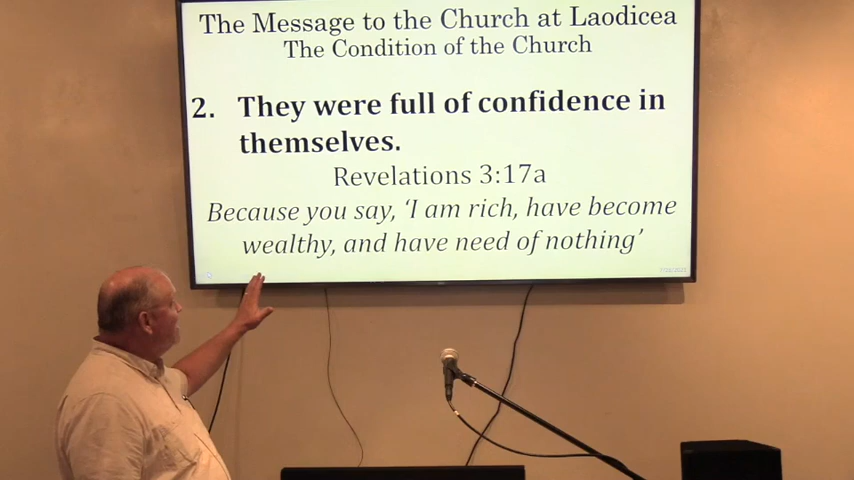 The Message to the Church at Laodicea
The Condition of the Church
2. They were full of confidence in
themselves.
Revelations 3:17a
Because you say, ‘I am rich, have become
wealthy, and have need of nothing’